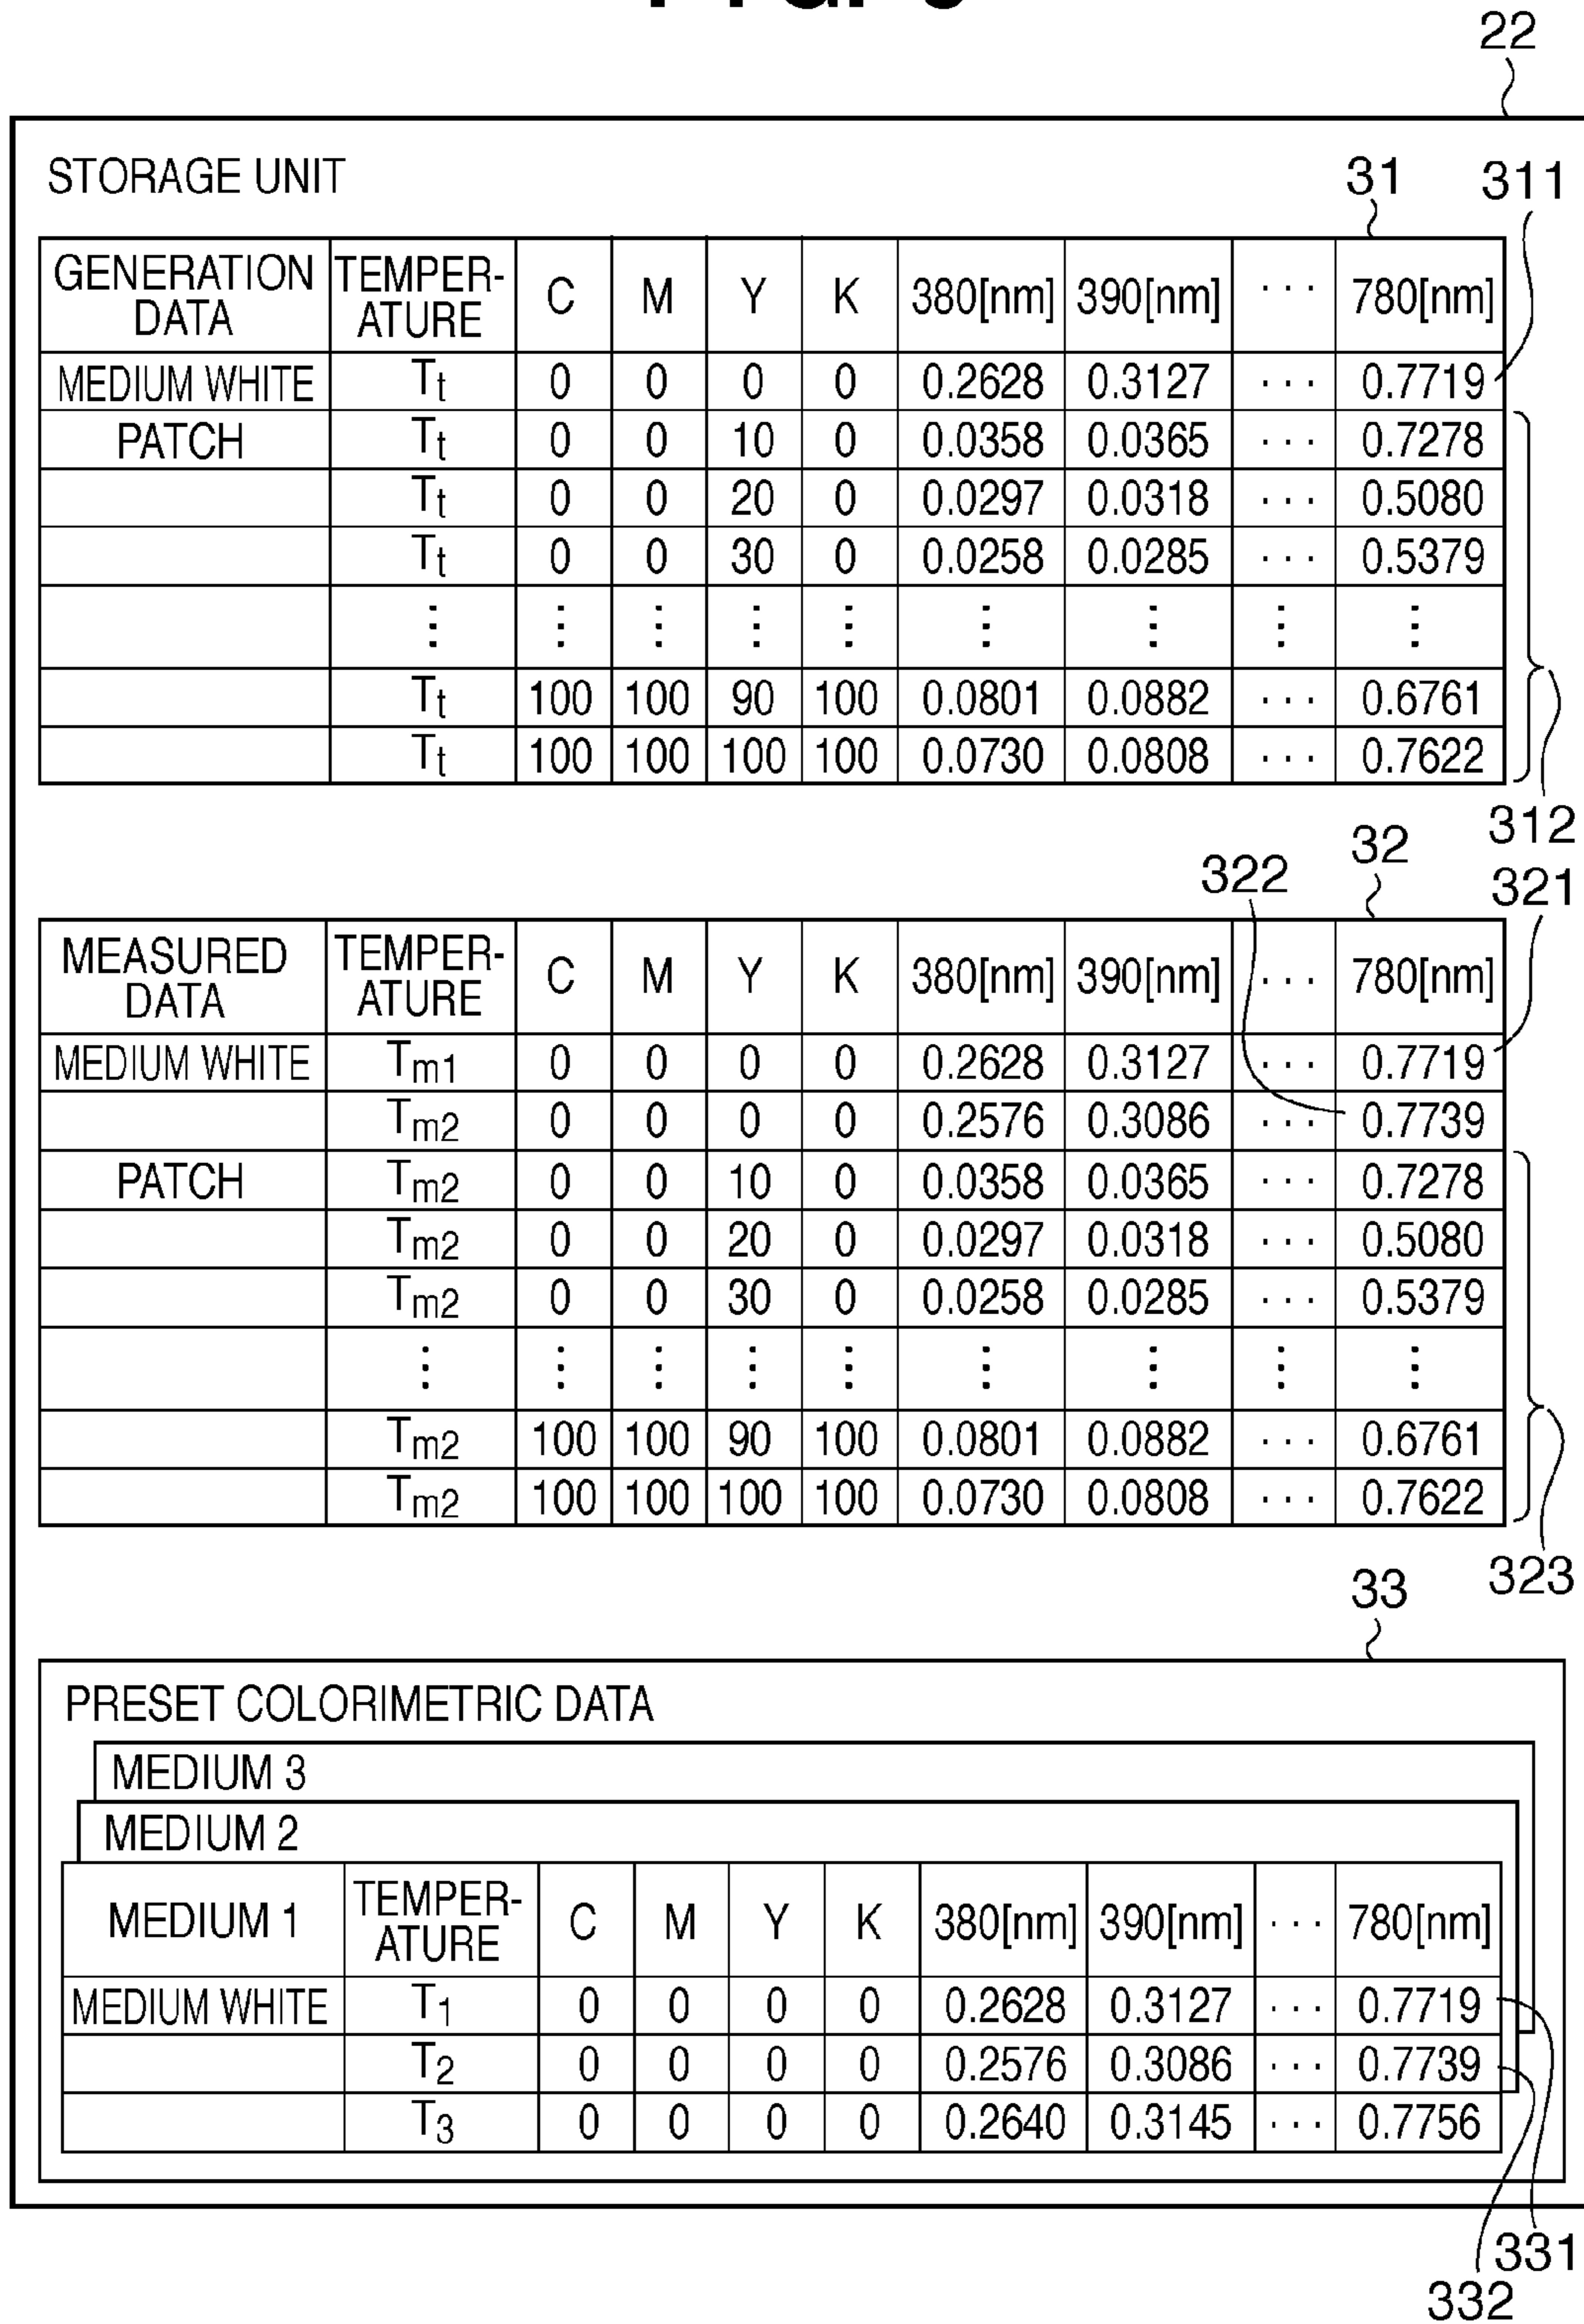 22
STORAGE UNIT
31
311
GENERATION DATA TEMPER-ATURE C M Y K 380[nm] 390[nm] ··· 780[nm]
MEDIUM WHITE Tt 0 0 0 0 0.2628 0.3127 ··· 0.7719
PATCH Tt 0 0 10 0 0.0358 0.0365 ··· 0.7278
Tt 0 0 20 0 0.0297 0.0318 ··· 0.5080
Tt 0 0 30 0 0.0258 0.0285 ··· 0.5379
⋮ ⋮ ⋮ ⋮ ⋮ ⋮ ⋮ ⋮ ⋮
Tt 100 100 90 100 0.0801 0.0882 ··· 0.6761
Tt 100 100 100 100 0.0730 0.0808 ··· 0.7622
312
32
322
321
MEASURED DATA TEMPER-ATURE C M Y K 380[nm] 390[nm] ··· 780[nm]
MEDIUM WHITE Tm1 0 0 0 0 0.2628 0.3127 ··· 0.7719
Tm2 0 0 0 0 0.2576 0.3086 ··· 0.7739
PATCH Tm2 0 0 10 0 0.0358 0.0365 ··· 0.7278
Tm2 0 0 20 0 0.0297 0.0318 ··· 0.5080
Tm2 0 0 30 0 0.0258 0.0285 ··· 0.5379
⋮ ⋮ ⋮ ⋮ ⋮ ⋮ ⋮ ⋮ ⋮
Tm2 100 100 90 100 0.0801 0.0882 ··· 0.6761
Tm2 100 100 100 100 0.0730 0.0808 ··· 0.7622
323
33
PRESET COLORIMETRIC DATA
MEDIUM 3
MEDIUM 2
MEDIUM 1 TEMPER-ATURE C M Y K 380[nm] 390[nm] ··· 780[nm]
MEDIUM WHITE T1 0 0 0 0 0.2628 0.3127 ··· 0.7719
T2 0 0 0 0 0.2576 0.3086 ··· 0.7739
T3 0 0 0 0 0.2640 0.3145 ··· 0.7756
331
332